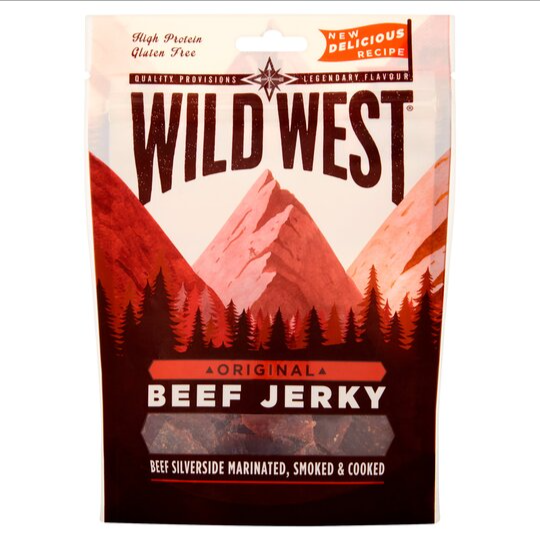 High Protein
Gluten Free
NEW
DELICIOUS
RECIPE
QUALITY PROVISIONS LEGENDARY FLAVOUR
WILD WEST®
▲ORIGINAL▲
BEEF JERKY
BEEF SILVERSIDE MARINATED, SMOKED & COOKED